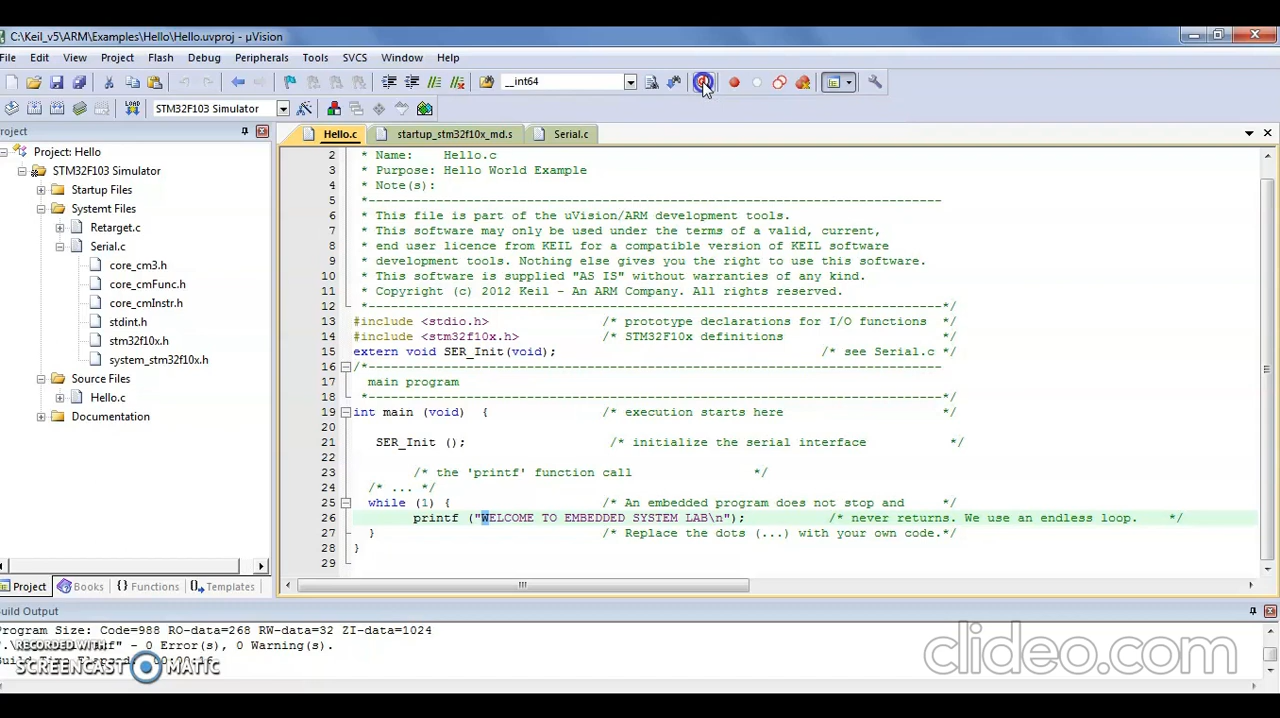 C:\Keil_v5\ARM\Examples\Hello\Hello.uvproj - µVision
File Edit View Project Flash Debug Peripherals Tools SVCS Window Help
__int64
LOAD STM32F103 Simulator
Project
Project: Hello
STM32F103 Simulator
Startup Files
Systemt Files
Retarget.c
Serial.c
core_cm3.h
core_cmFunc.h
core_cmInstr.h
stdint.h
stm32f10x.h
system_stm32f10x.h
Source Files
Hello.c
Documentation
Project Books {} Functions Templates
Hello.c startup_stm32f10x_md.s Serial.c
2 * Name: Hello.c
3 * Purpose: Hello World Example
4 * Note(s):
5 *----------------------------------------------------------------------------
6 * This file is part of the uVision/ARM development tools.
7 * This software may only be used under the terms of a valid, current,
8 * end user licence from KEIL for a compatible version of KEIL software
9 * development tools. Nothing else gives you the right to use this software.
10 * This software is supplied "AS IS" without warranties of any kind.
11 * Copyright (c) 2012 Keil - An ARM Company. All rights reserved.
12 *----------------------------------------------------------------------------*/
13 #include <stdio.h> /* prototype declarations for I/O functions */
14 #include <stm32f10x.h> /* STM32F10x definitions */
15 extern void SER_Init(void); /* see Serial.c */
16 /*----------------------------------------------------------------------------
17 main program
18 *----------------------------------------------------------------------------*/
19 int main (void) { /* execution starts here */
20
21 SER_Init (); /* initialize the serial interface */
22
23 /* the 'printf' function call */
24 /* ... */
25 while (1) { /* An embedded program does not stop and */
26 printf ("WELCOME TO EMBEDDED SYSTEM LAB\n"); /* never returns. We use an endless loop. */
27 } /* Replace the dots (...) with your own code.*/
28 }
29
Build Output
Program Size: Code=988 RO-data=268 RW-data=32 ZI-data=1024
- 0 Error(s), 0 Warning(s).
RECORDED WITH
SCREENCAST MATIC
clideo.com